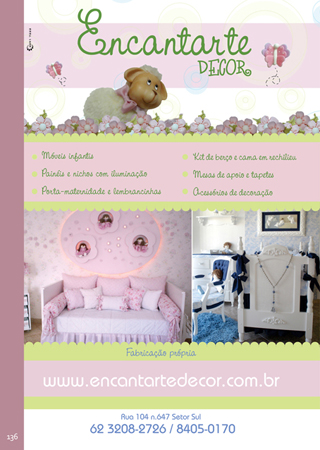 Encantarte
DECOR
Móveis infantis
Painéis e nichos com iluminação
Porta-maternidade e lembrancinhas
Kit de berço e cama em rechilieu
Mesas de apoio e tapetes
Acessórios de decoração
Fabricação própria
www.encantartedecor.com.br
Rua 104 n.647 Setor Sul
62 3208-2726 / 8405-0170
136